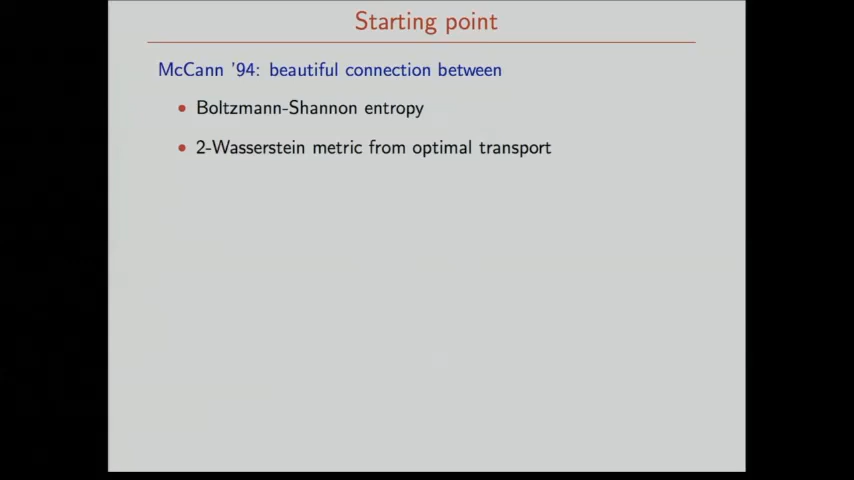 Starting point
McCann '94: beautiful connection between
• Boltzmann-Shannon entropy
• 2-Wasserstein metric from optimal transport